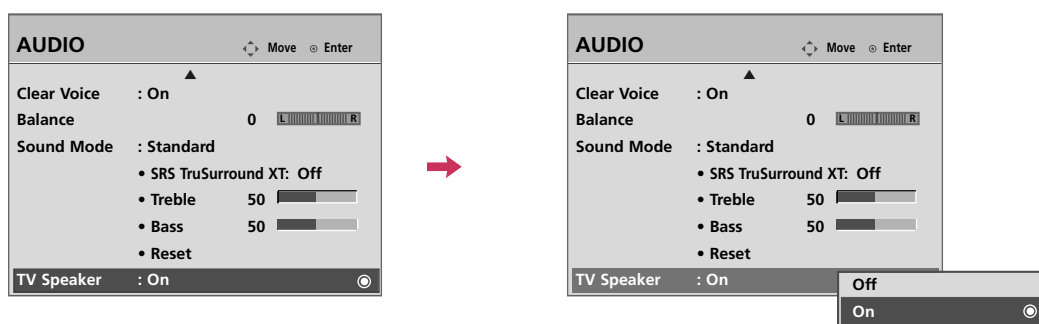 AUDIO Move Enter
Clear Voice : On
Balance 0 L R
Sound Mode : Standard
• SRS TruSurround XT: Off
• Treble 50
• Bass 50
• Reset
TV Speaker : On
AUDIO Move Enter
Clear Voice : On
Balance 0 L R
Sound Mode : Standard
• SRS TruSurround XT: Off
• Treble 50
• Bass 50
• Reset
TV Speaker : On
Off
On